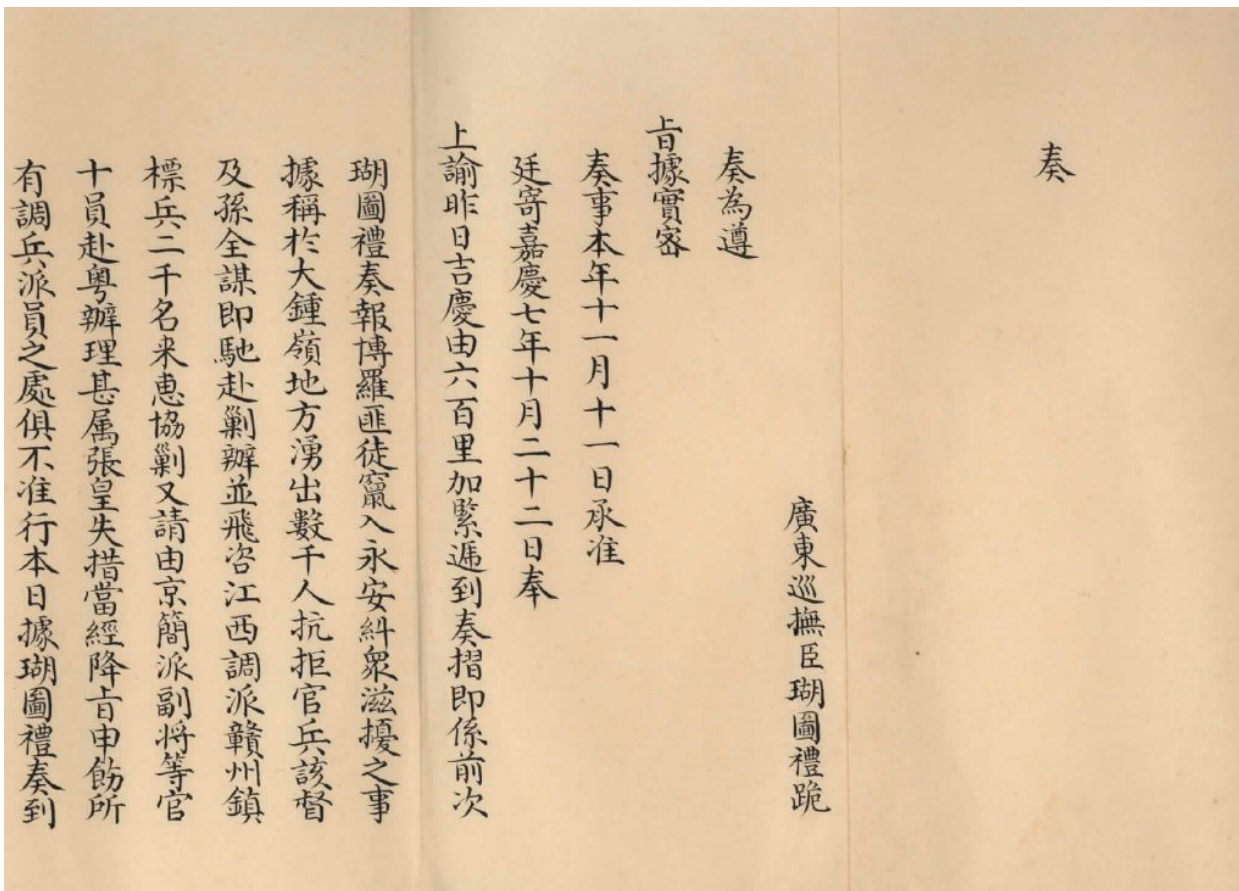 奏
廣東巡撫臣瑚圖禮跪
奏為遵
旨據實密
奏事本年十一月十一日承准
廷寄嘉慶七年十月二十二日奉
上諭昨日吉慶由六百里加緊遞到奏摺即係前次
瑚圖禮奏報博羅匪徒竄入永安糾衆滋擾之事
據稱於大鍾嶺地方湧出數千人抗拒官兵該督
及孫全謀即馳赴剿辦並飛咨江西調派贛州鎮
標兵二千名来惠協剿又請由京簡派副將等官
十員赴粵辦理甚属張皇失措當經降旨申飭所
有調兵派員之處俱不准行本日據瑚圖禮奏到